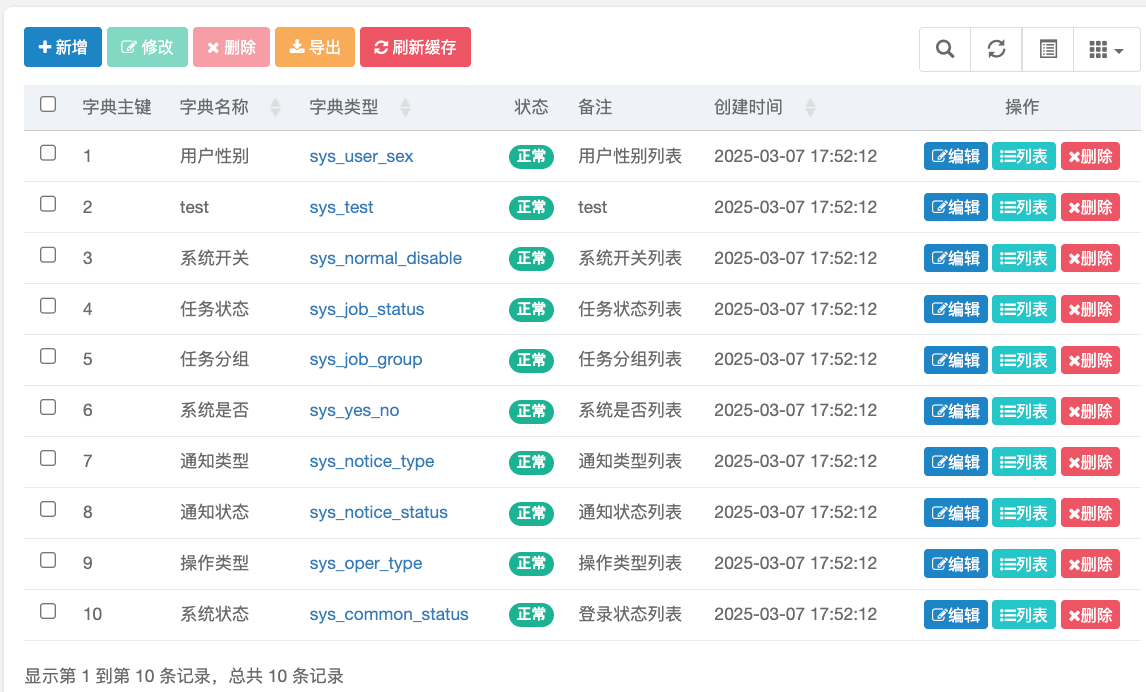 新增 修改 删除 导出 刷新缓存
字典主键 字典名称 字典类型 状态 备注 创建时间 操作
1 用户性别 sys_user_sex 正常 用户性别列表 2025-03-07 17:52:12 编辑 列表 删除
2 test sys_test 正常 test 2025-03-07 17:52:12 编辑 列表 删除
3 系统开关 sys_normal_disable 正常 系统开关列表 2025-03-07 17:52:12 编辑 列表 删除
4 任务状态 sys_job_status 正常 任务状态列表 2025-03-07 17:52:12 编辑 列表 删除
5 任务分组 sys_job_group 正常 任务分组列表 2025-03-07 17:52:12 编辑 列表 删除
6 系统是否 sys_yes_no 正常 系统是否列表 2025-03-07 17:52:12 编辑 列表 删除
7 通知类型 sys_notice_type 正常 通知类型列表 2025-03-07 17:52:12 编辑 列表 删除
8 通知状态 sys_notice_status 正常 通知状态列表 2025-03-07 17:52:12 编辑 列表 删除
9 操作类型 sys_oper_type 正常 操作类型列表 2025-03-07 17:52:12 编辑 列表 删除
10 系统状态 sys_common_status 正常 登录状态列表 2025-03-07 17:52:12 编辑 列表 删除
显示第 1 到第 10 条记录，总共 10 条记录